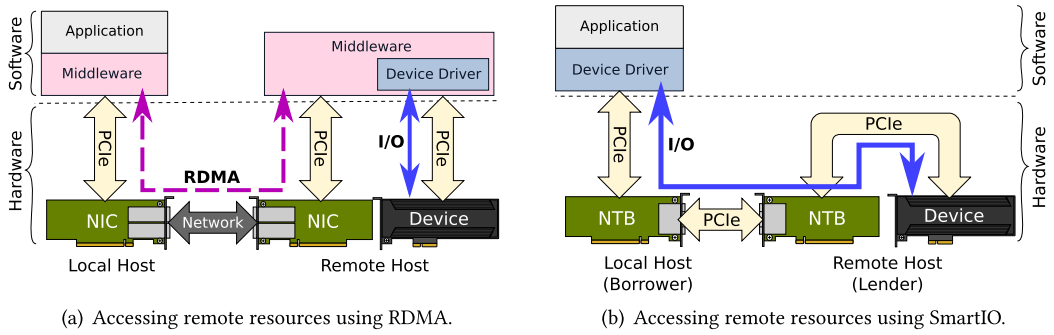 Software
Hardware
Application
Middleware
Middleware
Device Driver
PCIe
PCIe
I/O
PCIe
RDMA
NIC
Network
NIC
Device
Local Host
Remote Host
(a) Accessing remote resources using RDMA.
Application
Device Driver
Software
Hardware
PCIe
I/O
PCIe
NTB
PCIe
NTB
Device
Local Host
(Borrower)
Remote Host
(Lender)
(b) Accessing remote resources using SmartIO.